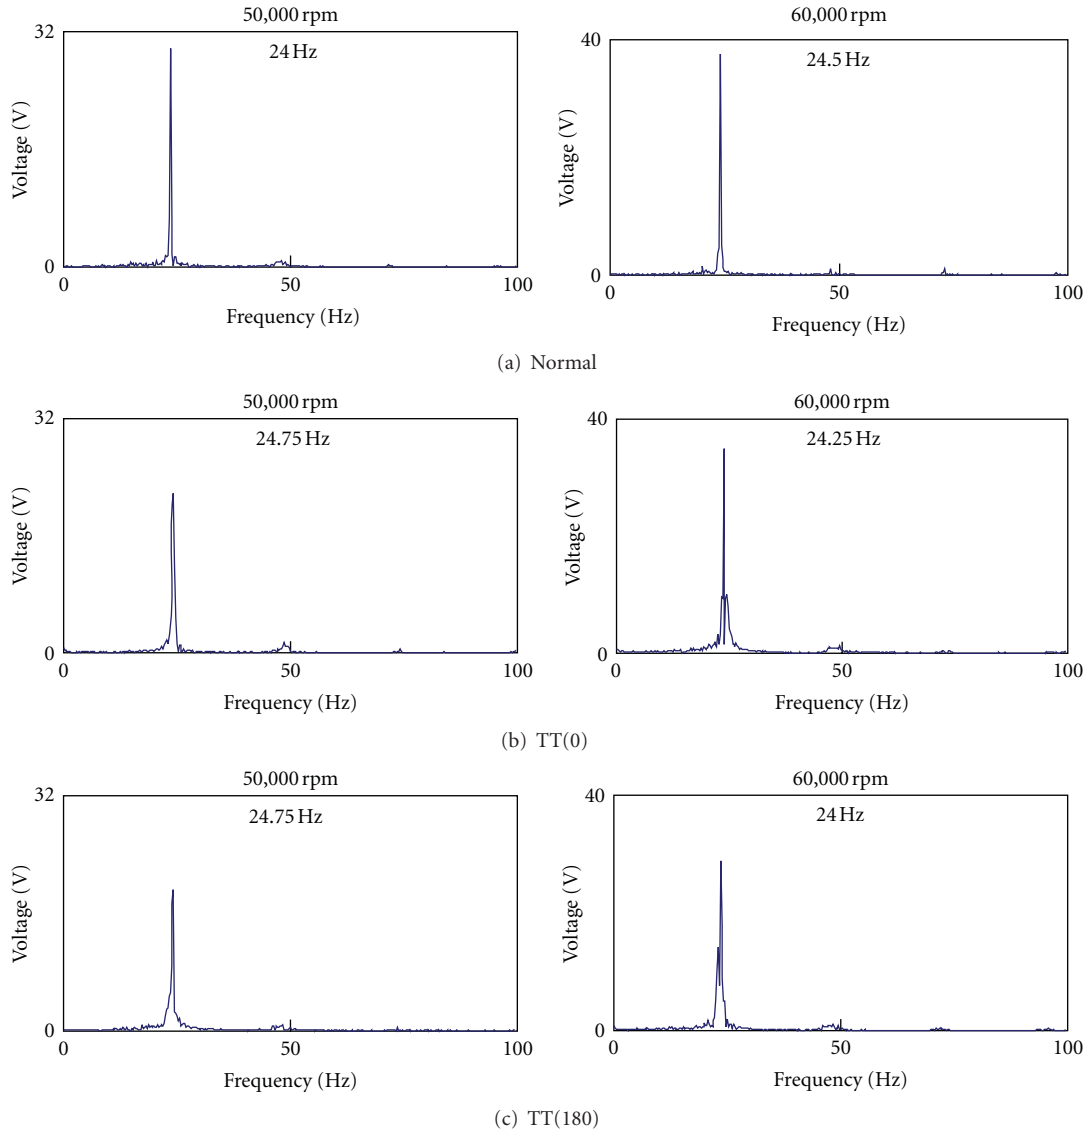 50,000 rpm
32
24 Hz
Voltage (V)
0
0
50
100
Frequency (Hz)
60,000 rpm
40
24.5 Hz
Voltage (V)
0
0
50
100
Frequency (Hz)
(a) Normal
50,000 rpm
32
24.75 Hz
Voltage (V)
0
0
50
100
Frequency (Hz)
60,000 rpm
40
24.25 Hz
Voltage (V)
0
0
50
100
Frequency (Hz)
(b) TT(0)
50,000 rpm
32
24.75 Hz
Voltage (V)
0
0
50
100
Frequency (Hz)
60,000 rpm
40
24 Hz
Voltage (V)
0
0
50
100
Frequency (Hz)
(c) TT(180)